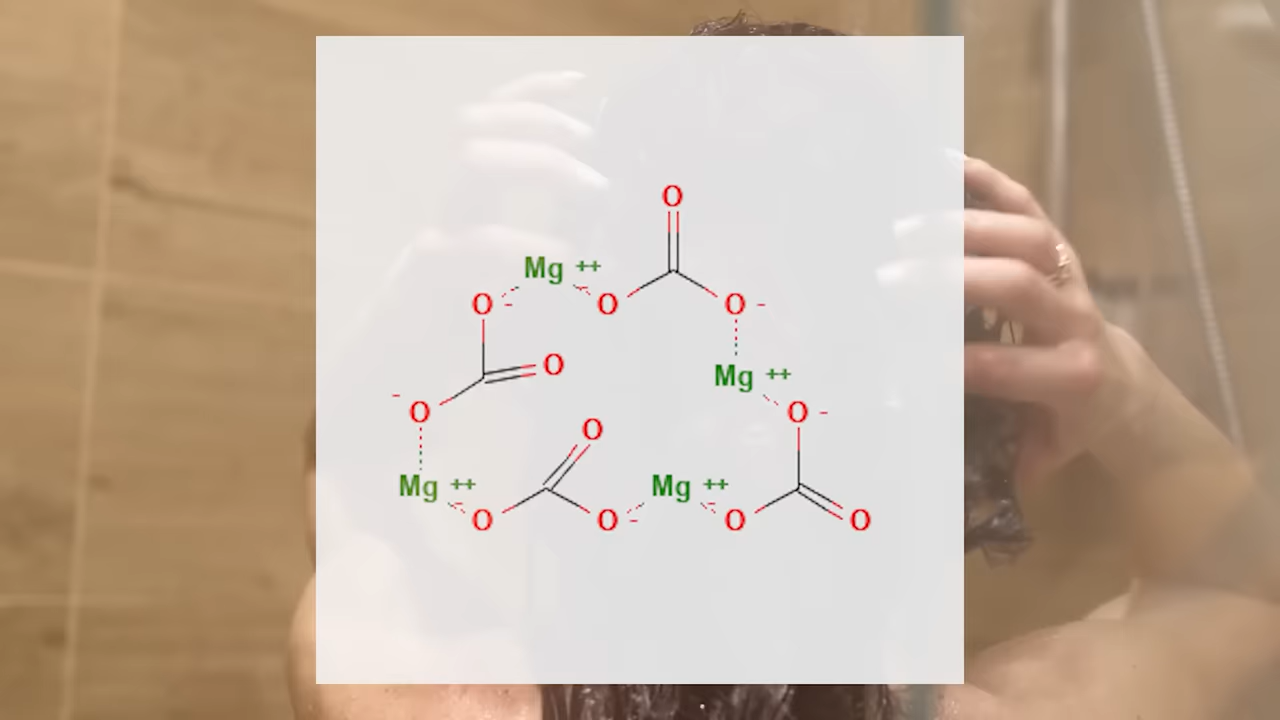 O
Mg ++
O - - O O -
Mg ++
O
- O O -
O
Mg ++ Mg ++
- -
O O - O O